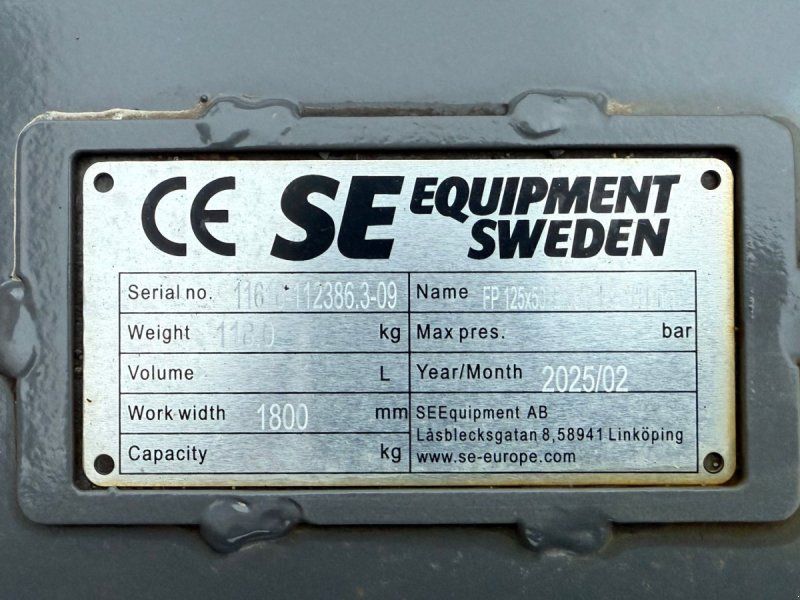 CE SE EQUIPMENT
SWEDEN
Serial no.
Name
Weight kg
Max pres. bar
Volume L
Year/Month 2025/02
Work width 1800 mm
SEEquipment AB
Låsblecksgatan 8,58941 Linköping
Capacity kg
www.se-europe.com